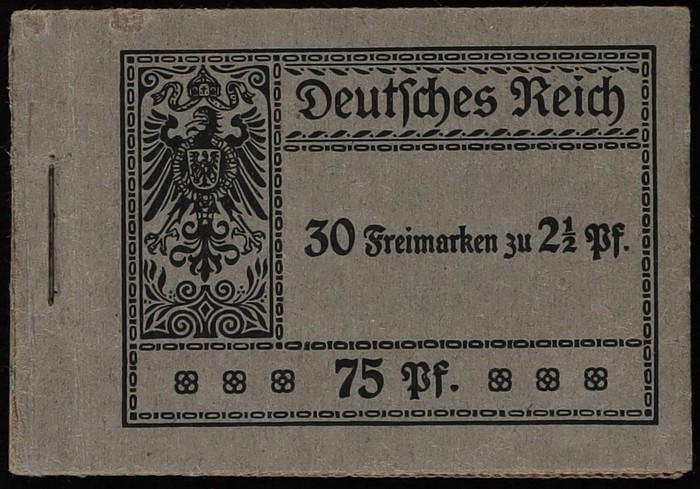 Deutſches Reich
30 Freimarken zu 2½ Pf.
75 Pf.